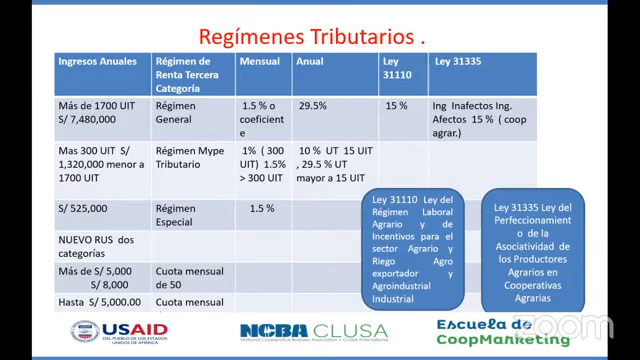 Regímenes Tributarios .
Ingresos Anuales
Régimen de
Renta Tercera
Categoría
Mensual
Anual
Ley
31110
Ley 31335
Más de 1700 UIT
S/ 7,480,000
Régimen
General
1.5 % o
coeficient
e
29.5%
15 %
Ing Inafectos Ing.
Afectos 15 % ( coop
agrar.)
Mas 300 UIT S/
1,320,000 menor a
1700 UIT
Régimen Mype
Tributario
1% ( 300
UIT) 1.5%
> 300 UIT
10 % UT 15 UIT
, 29.5 % UT
mayor a 15 UIT
S/ 525,000
Régimen
Especial
1.5 %
NUEVO RUS dos
categorías
Más de S/ 5,000
S/ 8,000
Cuota mensual
de 50
Hasta S/ 5,000.00
Cuota mensual
Ley 31110 Ley del
Régimen Laboral
Agrario y de
Incentivos para el
sector Agrario y
Riego Agro
exportador y
Agroindustrial
Industrial
Ley 31335 Ley del
Perfeccionamient
o de la
Asociatividad de
los Productores
Agrarios en
Cooperativas
Agrarias
USAID
DEL PUEBLO DE LOS ESTADOS
UNIDOS DE AMÉRICA
NCBA CLUSA
National Cooperative Business Association / CLUSA International
Escuela de
CoopMarketing
zoom